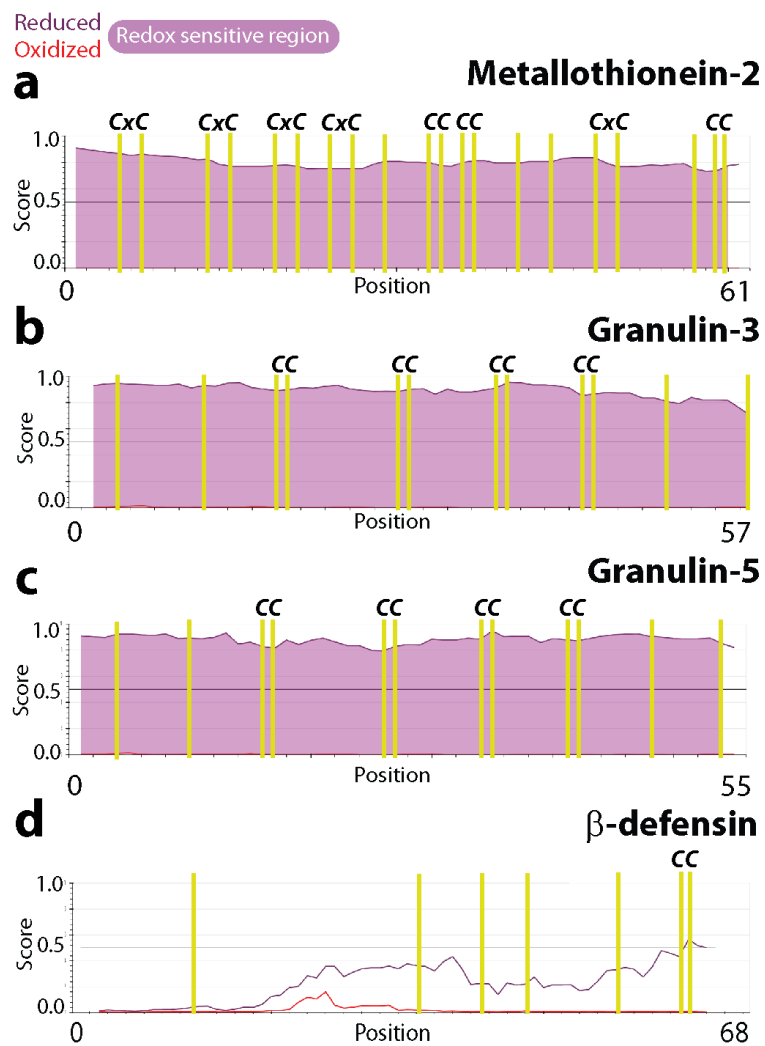 Reduced
Oxidized
Redox sensitive region
a
Metallothionein-2
CxC CxC CxC CxC CC CC CxC CC
1.0
0.5
0.0
Score
0 Position 61
b
Granulin-3
CC CC CC CC
1.0
0.5
0.0
Score
0 Position 57
c
Granulin-5
CC CC CC CC
1.0
0.5
0.0
Score
0 Position 55
d
β-defensin
CC
1.0
0.5
0.0
Score
0 Position 68